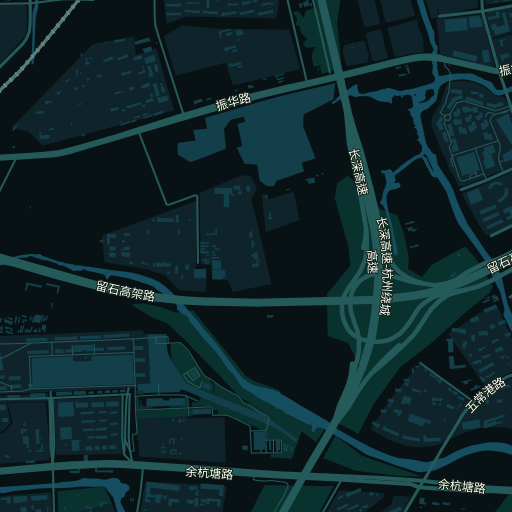 振
振华路
长深高速
长深高速-杭州绕城
高速
留石高
留石高架路
五常港路
余杭塘路
余杭塘路